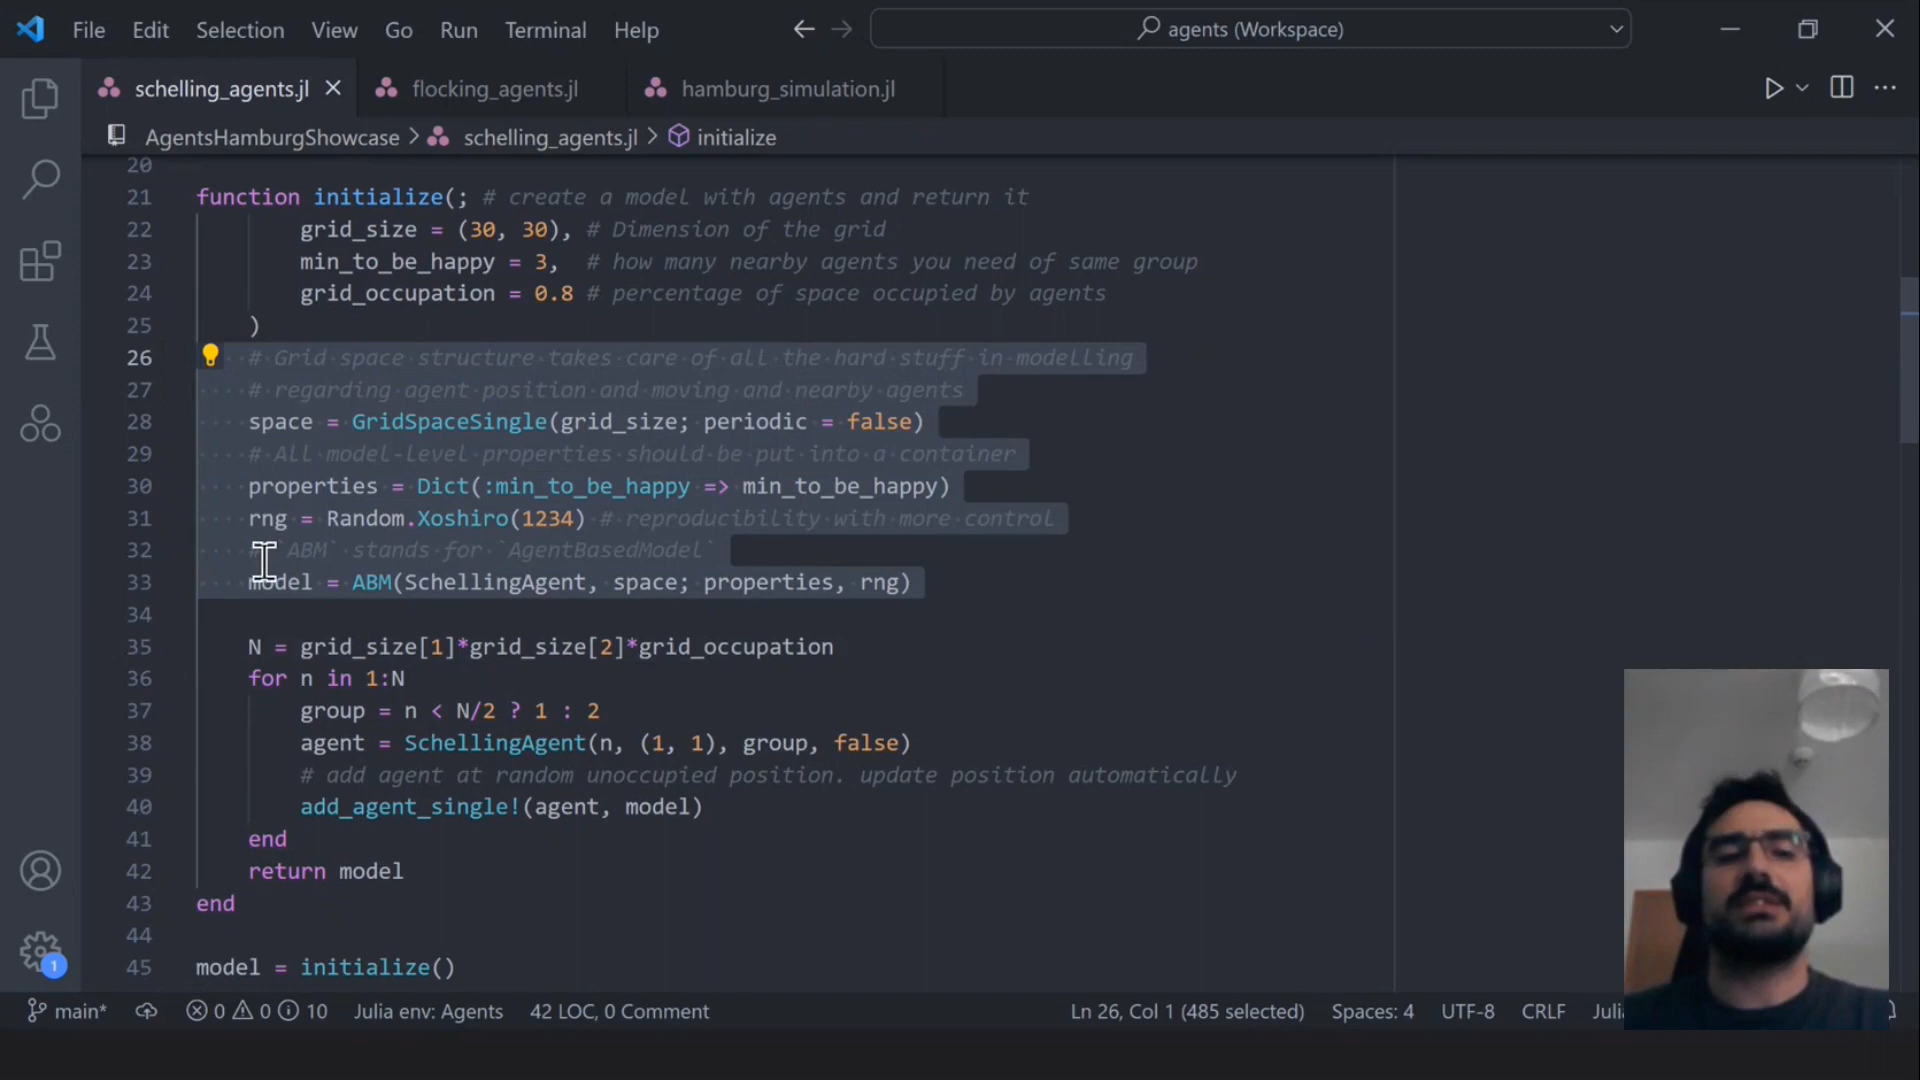 File Edit Selection View Go Run Terminal Help
agents (Workspace)
schelling_agents.jl
flocking_agents.jl
hamburg_simulation.jl
AgentsHamburgShowcase > schelling_agents.jl > initialize
20
21 function initialize(; # create a model with agents and return it
22 grid_size = (30, 30), # Dimension of the grid
23 min_to_be_happy = 3, # how many nearby agents you need of same group
24 grid_occupation = 0.8 # percentage of space occupied by agents
25 )
26 # Grid space structure takes care of all the hard stuff in modelling
27 # regarding agent position and moving and nearby agents
28 space = GridSpaceSingle(grid_size; periodic = false)
29 # All model-level properties should be put into a container
30 properties = Dict(:min_to_be_happy => min_to_be_happy)
31 rng = Random.Xoshiro(1234) # reproducibility with more control
32 # `ABM` stands for `AgentBasedModel`
33 model = ABM(SchellingAgent, space; properties, rng)
34
35 N = grid_size[1]*grid_size[2]*grid_occupation
36 for n in 1:N
37 group = n < N/2 ? 1 : 2
38 agent = SchellingAgent(n, (1, 1), group, false)
39 # add agent at random unoccupied position. update position automatically
40 add_agent_single!(agent, model)
41 end
42 return model
43 end
44
45 model = initialize()
1
main* 0 0 10 Julia env: Agents 42 LOC, 0 Comment Ln 26, Col 1 (485 selected) Spaces: 4 UTF-8 CRLF